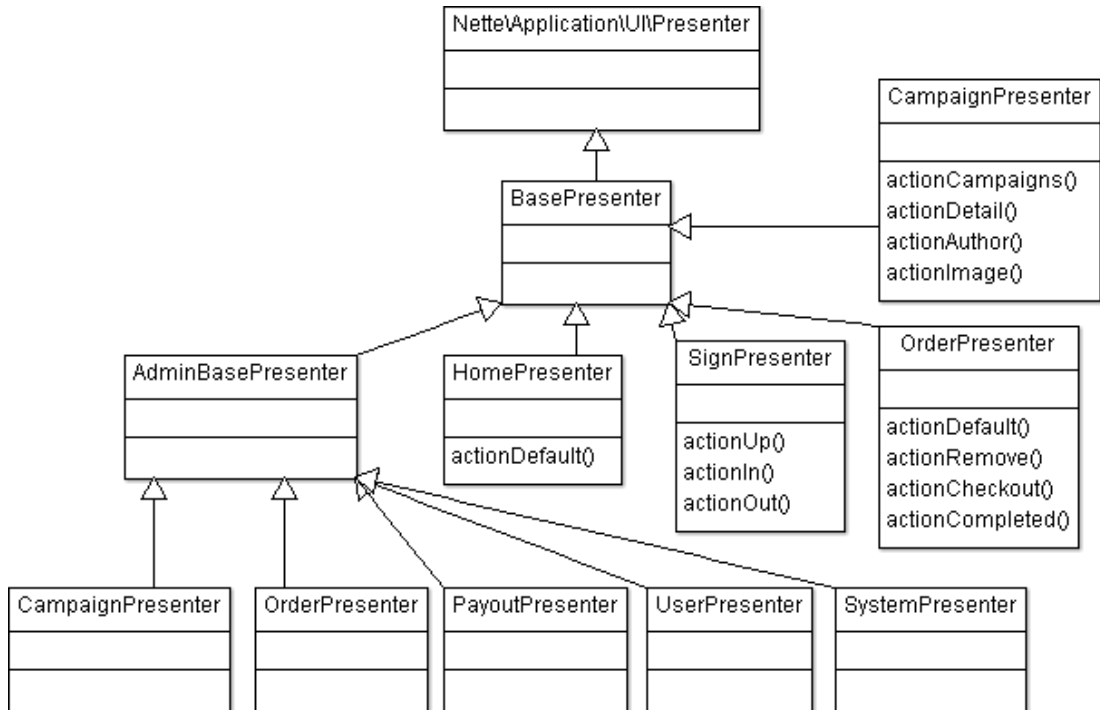 Nette\Application\UI\Presenter
CampaignPresenter
actionCampaigns()
actionDetail()
actionAuthor()
actionImage()
BasePresenter
AdminBasePresenter
HomePresenter
actionDefault()
SignPresenter
actionUp()
actionIn()
actionOut()
OrderPresenter
actionDefault()
actionRemove()
actionCheckout()
actionCompleted()
CampaignPresenter
OrderPresenter
PayoutPresenter
UserPresenter
SystemPresenter